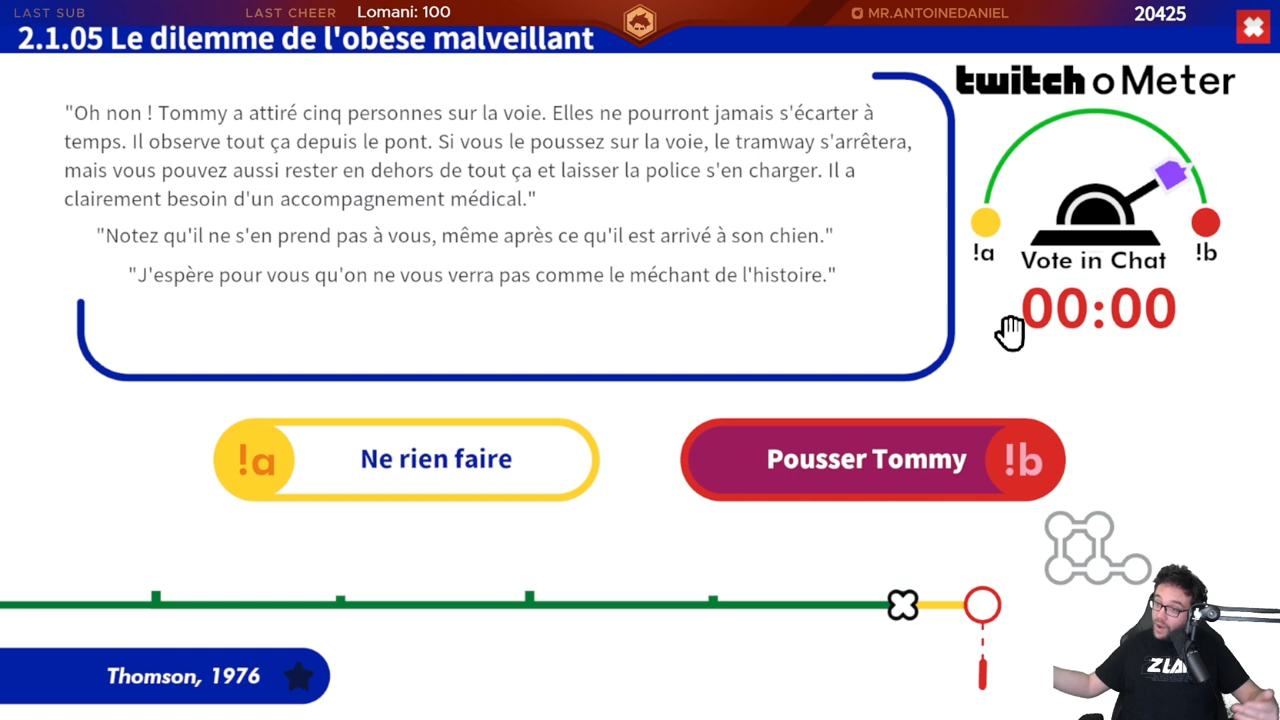 LAST SUB
LAST CHEER Lomani: 100
MR.ANTOINEDANIEL
20425
2.1.05 Le dilemme de l'obèse malveillant
twitch o Meter
"Oh non ! Tommy a attiré cinq personnes sur la voie. Elles ne pourront jamais s'écarter à
temps. Il observe tout ça depuis le pont. Si vous le poussez sur la voie, le tramway s'arrêtera,
mais vous pouvez aussi rester en dehors de tout ça et laisser la police s'en charger. Il a
clairement besoin d'un accompagnement médical."
"Notez qu'il ne s'en prend pas à vous, même après ce qu'il est arrivé à son chien."
"J'espère pour vous qu'on ne vous verra pas comme le méchant de l'histoire."
!a
Vote in Chat
!b
00:00
!a Ne rien faire
Pousser Tommy !b
Thomson, 1976